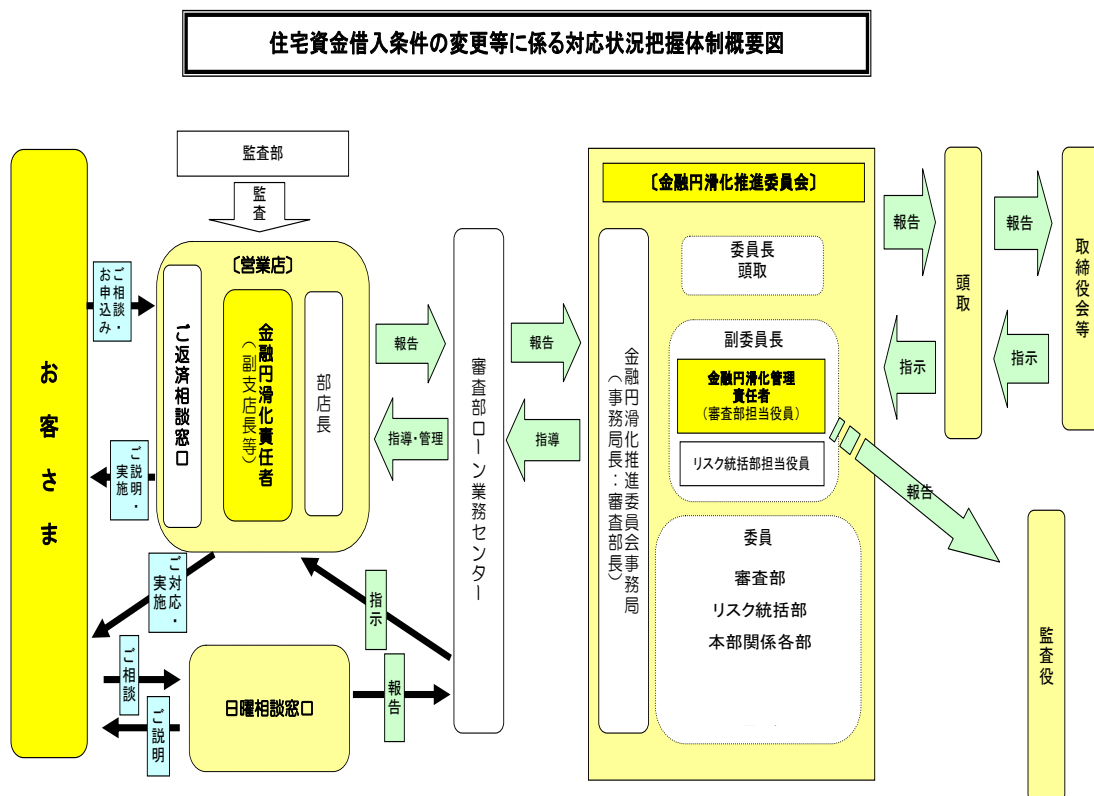 住宅資金借入条件の変更等に係る対応状況把握体制概要図
監査部
監査
お客さま
ご相談・
お申込み
ご説明・
実施
ご対応・
実施
ご相談
ご説明
〔営業店〕
ご返済相談窓口
金融円滑化責任者
（副支店長等）
部店長
日曜相談窓口
報告
指導・管理
指示
報告
審査部ローン業務センター
報告
指導
〔金融円滑化推進委員会〕
金融円滑化推進委員会事務局
（事務局長：審査部長）
委員長
頭取
副委員長
金融円滑化管理
責任者
（審査部担当役員）
リスク統括部担当役員
委員
審査部
リスク統括部
本部関係各部
報告
指示
報告
頭取
報告
指示
取締役会等
監査役